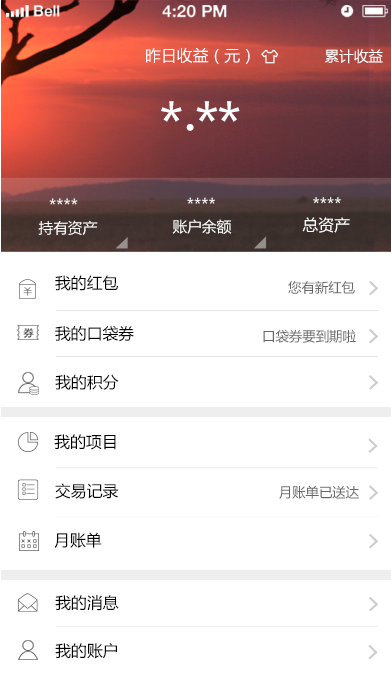 Bell 4:20 PM
昨日收益（元） 累计收益
*.**
**** **** ****
持有资产 账户余额 总资产
¥ 我的红包 您有新红包
券 我的口袋券 口袋券要到期啦
我的积分
我的项目
交易记录 月账单已送达
月账单
我的消息
我的账户